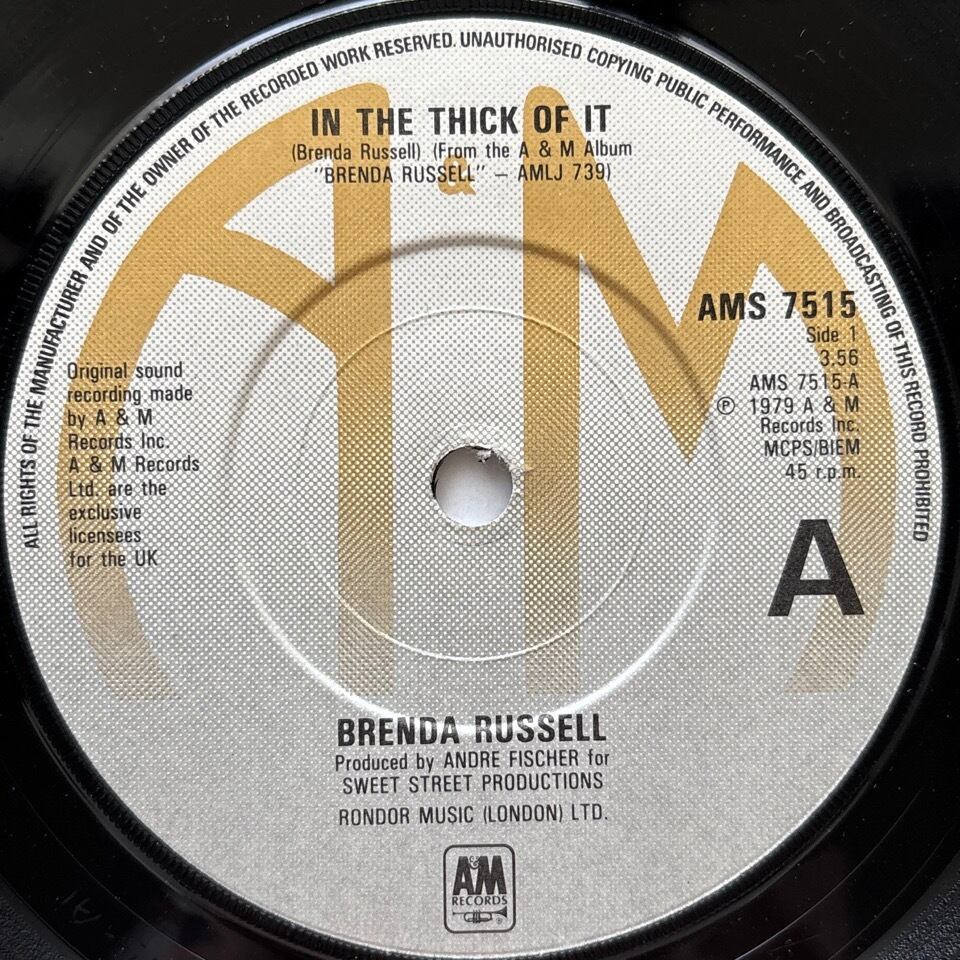 ALL RIGHTS OF THE MANUFACTURER AND OF THE OWNER OF THE RECORDED WORK RESERVED. UNAUTHORISED COPYING PUBLIC PERFORMANCE AND BROADCASTING OF THIS RECORD PROHIBITED
A&M
IN THE THICK OF IT
(Brenda Russell) (From the A & M Album
"BRENDA RUSSELL" – AMLJ 739)
AMS 7515
Side 1
3.56
AMS 7515-A
℗ 1979 A & M
Records Inc.
MCPS/BIEM
45 r.p.m.
Original sound
recording made
by A & M
Records Inc.
A & M Records
Ltd. are the
exclusive
licensees
for the UK
A
BRENDA RUSSELL
Produced by ANDRE FISCHER for
SWEET STREET PRODUCTIONS
RONDOR MUSIC (LONDON) LTD.
A&M
RECORDS
®